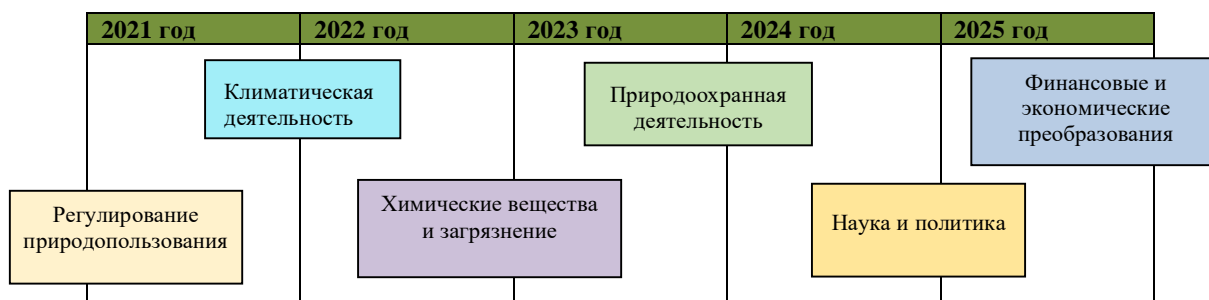 2021 год 2022 год 2023 год 2024 год 2025 год
Климатическая
деятельность
Природоохранная
деятельность
Финансовые и
экономические
преобразования
Регулирование
природопользования
Химические вещества
и загрязнение
Наука и политика